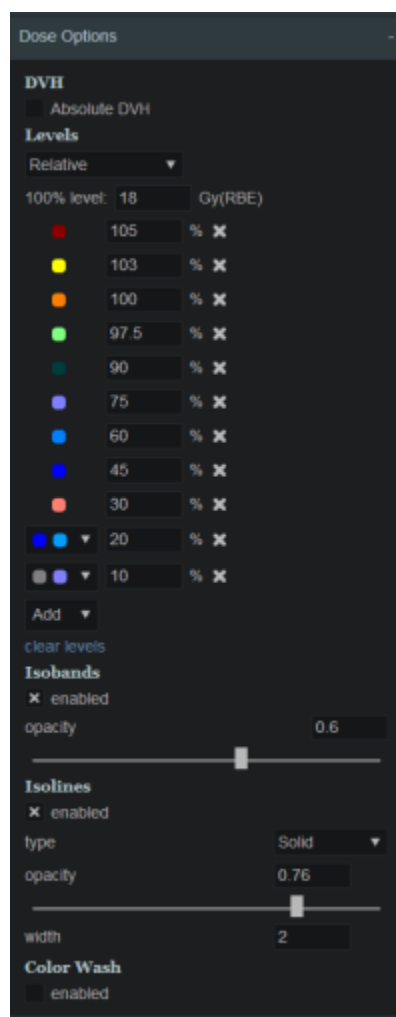 Dose Options -
DVH
Absolute DVH
Levels
Relative
100% level: 18 Gy(RBE)
105 %
103 %
100 %
97.5 %
90 %
75 %
60 %
45 %
30 %
20 %
10 %
Add
clear levels
Isobands
enabled
opacity 0.6
Isolines
enabled
type Solid
opacity 0.76
width 2
Color Wash
enabled